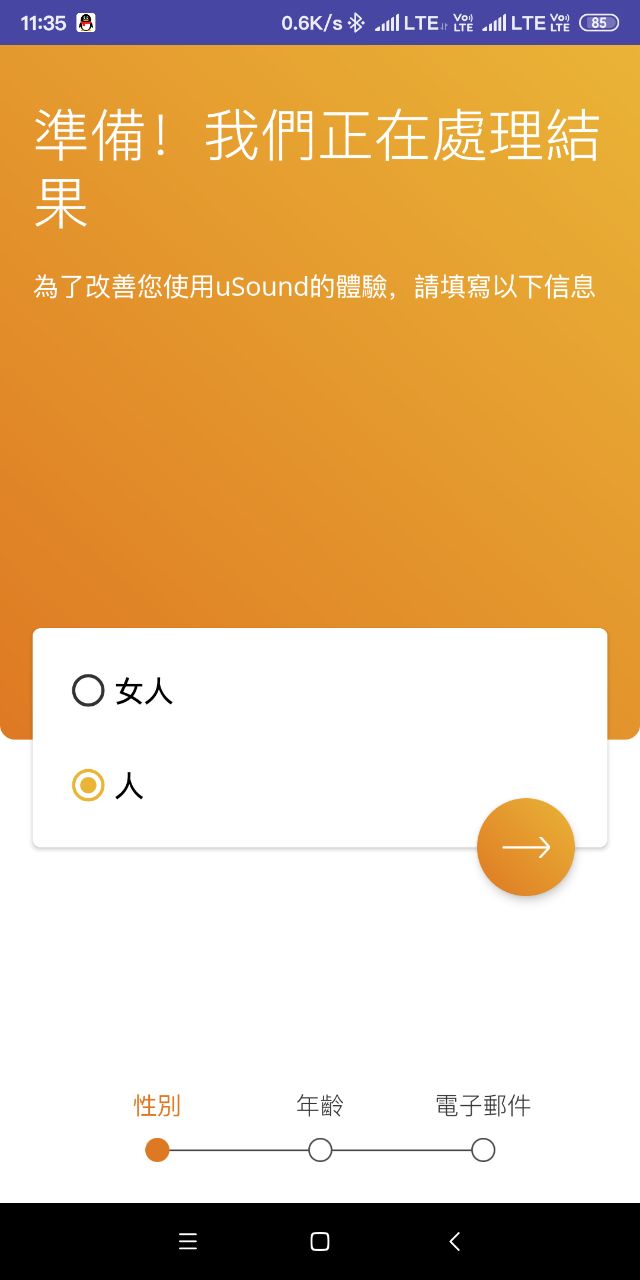 11:35 0.6K/s LTE VoLTE LTE VoLTE 85
準備！我們正在處理結
果
為了改善您使用uSound的體驗，請填寫以下信息
女人
人
性別 年齡 電子郵件